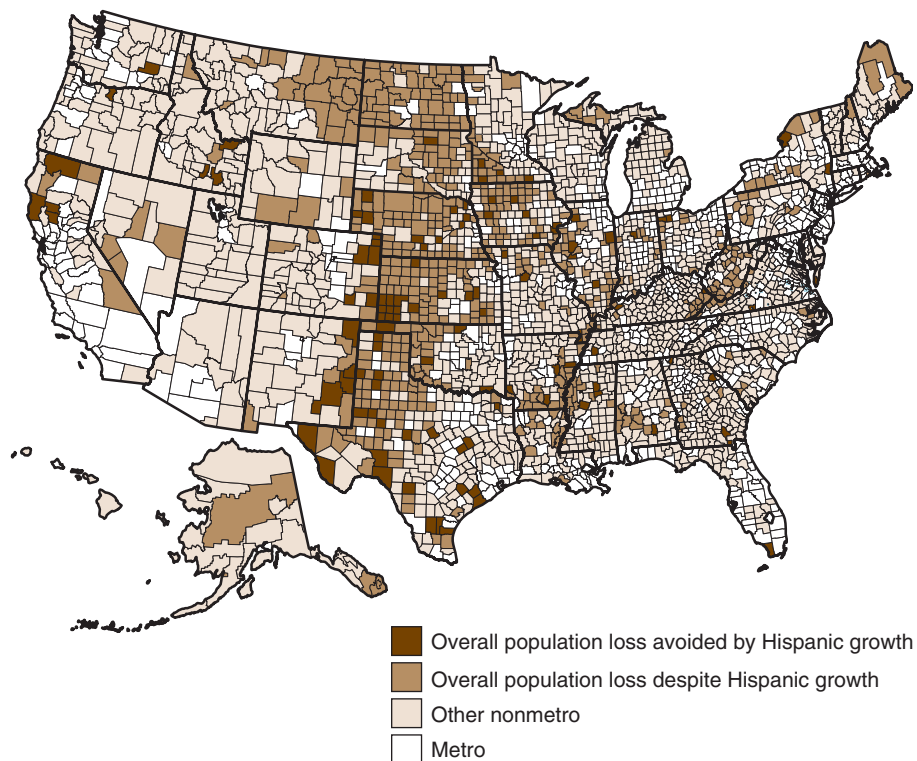 Overall population loss avoided by Hispanic growth
Overall population loss despite Hispanic growth
Other nonmetro
Metro